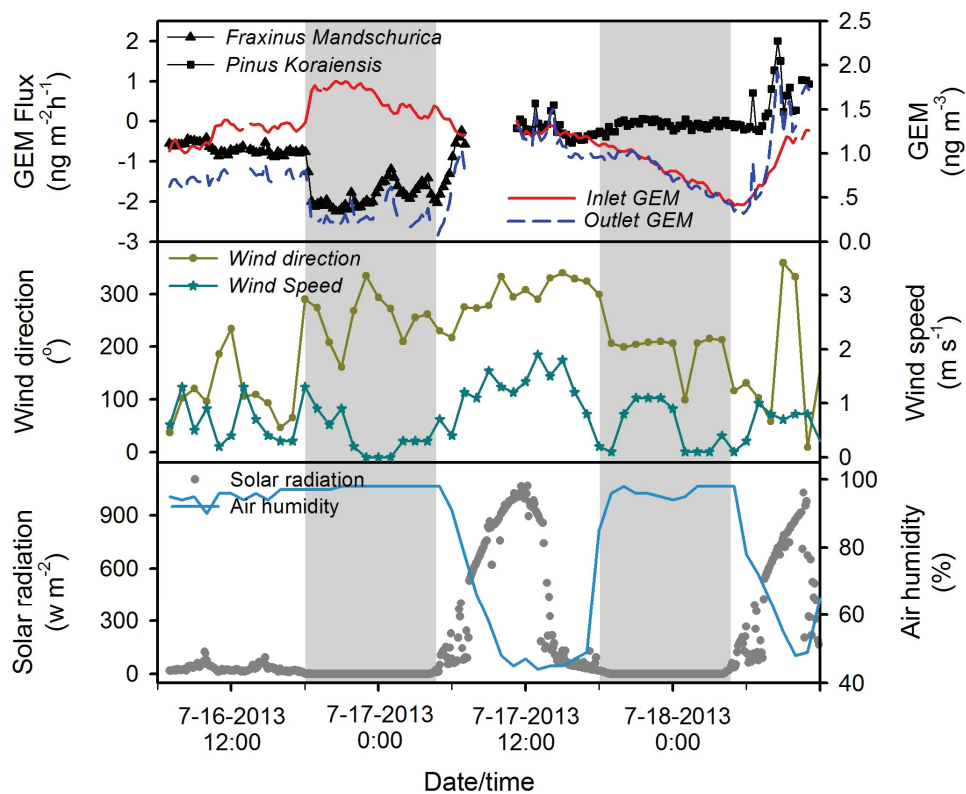 Fraxinus Mandschurica
Pinus Koraiensis
Inlet GEM
Outlet GEM
GEM Flux
(ng m-2h-1)
2
1
0
-1
-2
-3
GEM
(ng m-3)
2.5
2.0
1.5
1.0
0.5
0.0
Wind direction
Wind Speed
Wind direction
(o)
300
200
100
0
Wind speed
(m s-1)
3
2
1
0
Solar radiation
Air humidity
Solar radiation
(w m-2)
900
600
300
0
Air humidity
(%)
100
80
60
40
7-16-2013
12:00
7-17-2013
0:00
7-17-2013
12:00
7-18-2013
0:00
Date/time